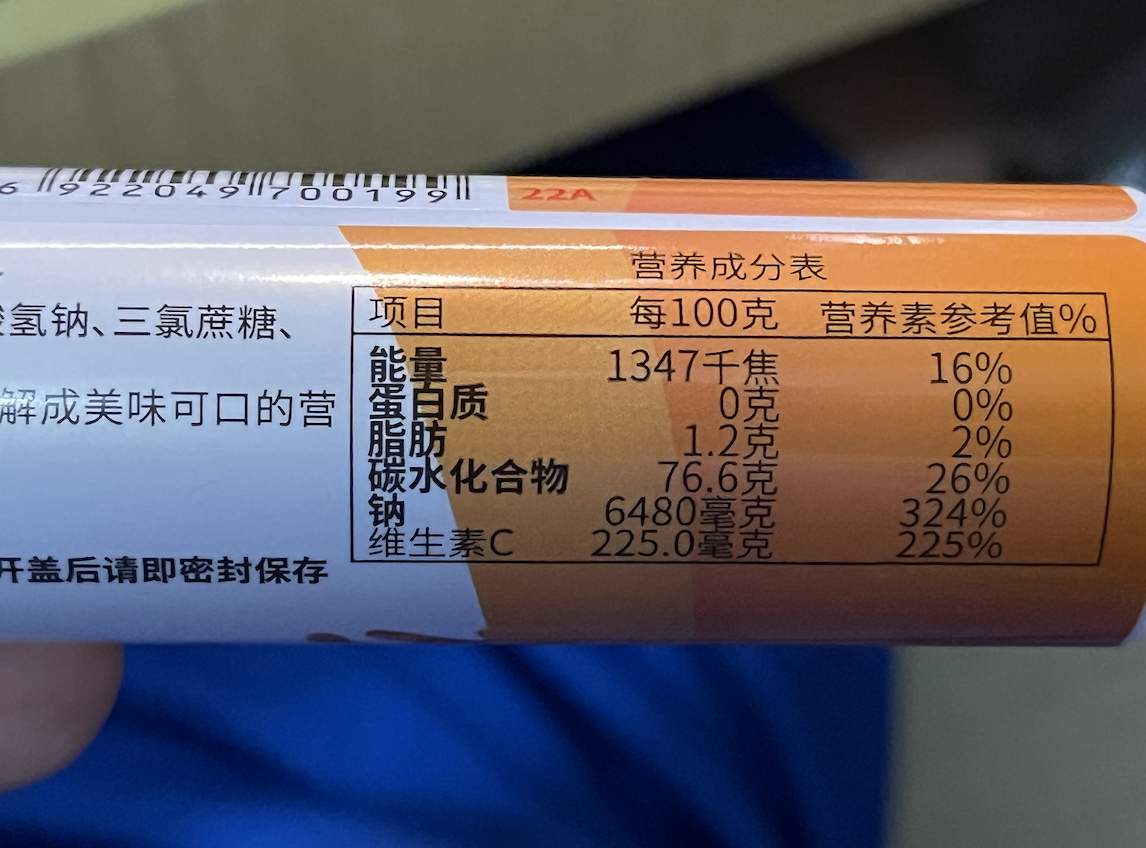 6 922049 700199
22A
氢钠、三氯蔗糖、
解成美味可口的营
开盖后请即密封保存
营养成分表
项目 每100克 营养素参考值%
能量 1347千焦 16%
蛋白质 0克 0%
脂肪 1.2克 2%
碳水化合物 76.6克 26%
钠 6480毫克 324%
维生素C 225.0毫克 225%